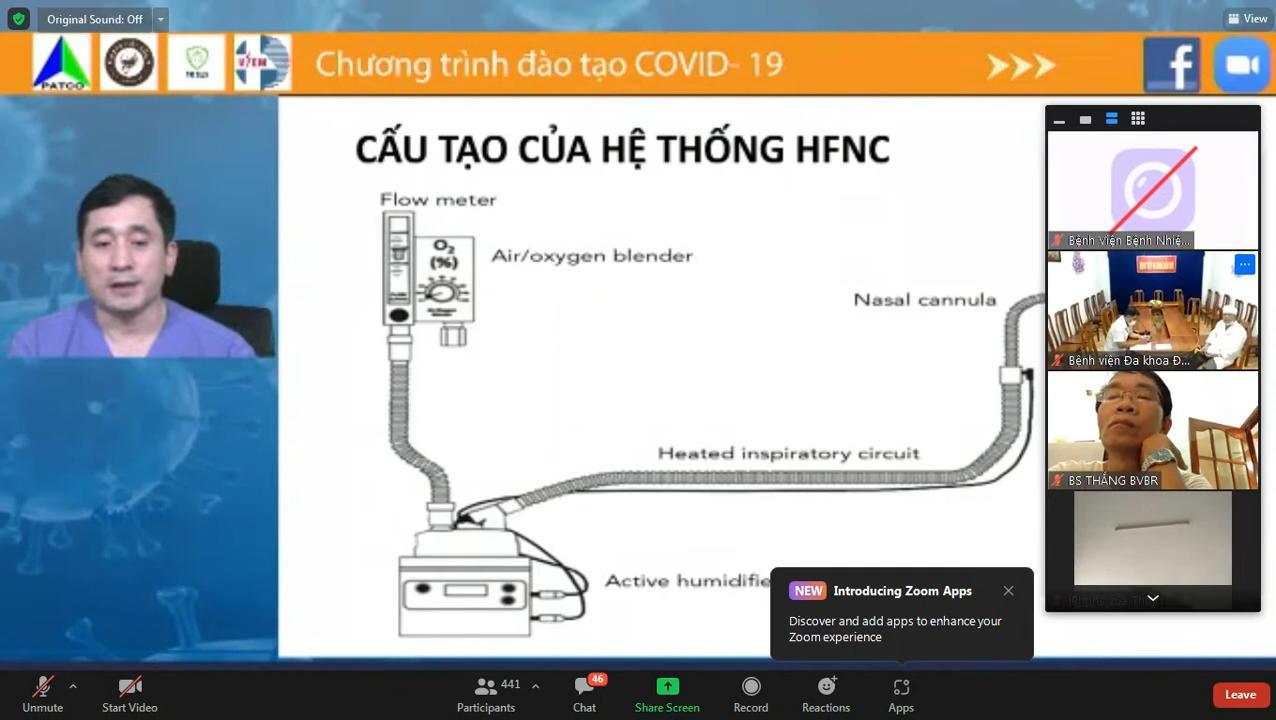 Original Sound: Off
View
PATCO
VSEM
Chương trình đào tạo COVID- 19
CẤU TẠO CỦA HỆ THỐNG HFNC
Flow meter
O₂
(%)
Air/oxygen blender
Nasal cannula
Heated inspiratory circuit
Active humidifie
Bệnh Viện Bệnh Nhiệ...
Bệnh viện Đa khoa Đ...
BS THẮNG BVBR
NEW Introducing Zoom Apps
Discover and add apps to enhance your
Zoom experience
Unmute
Start Video
441
Participants
46
Chat
Share Screen
Record
Reactions
Apps
Leave